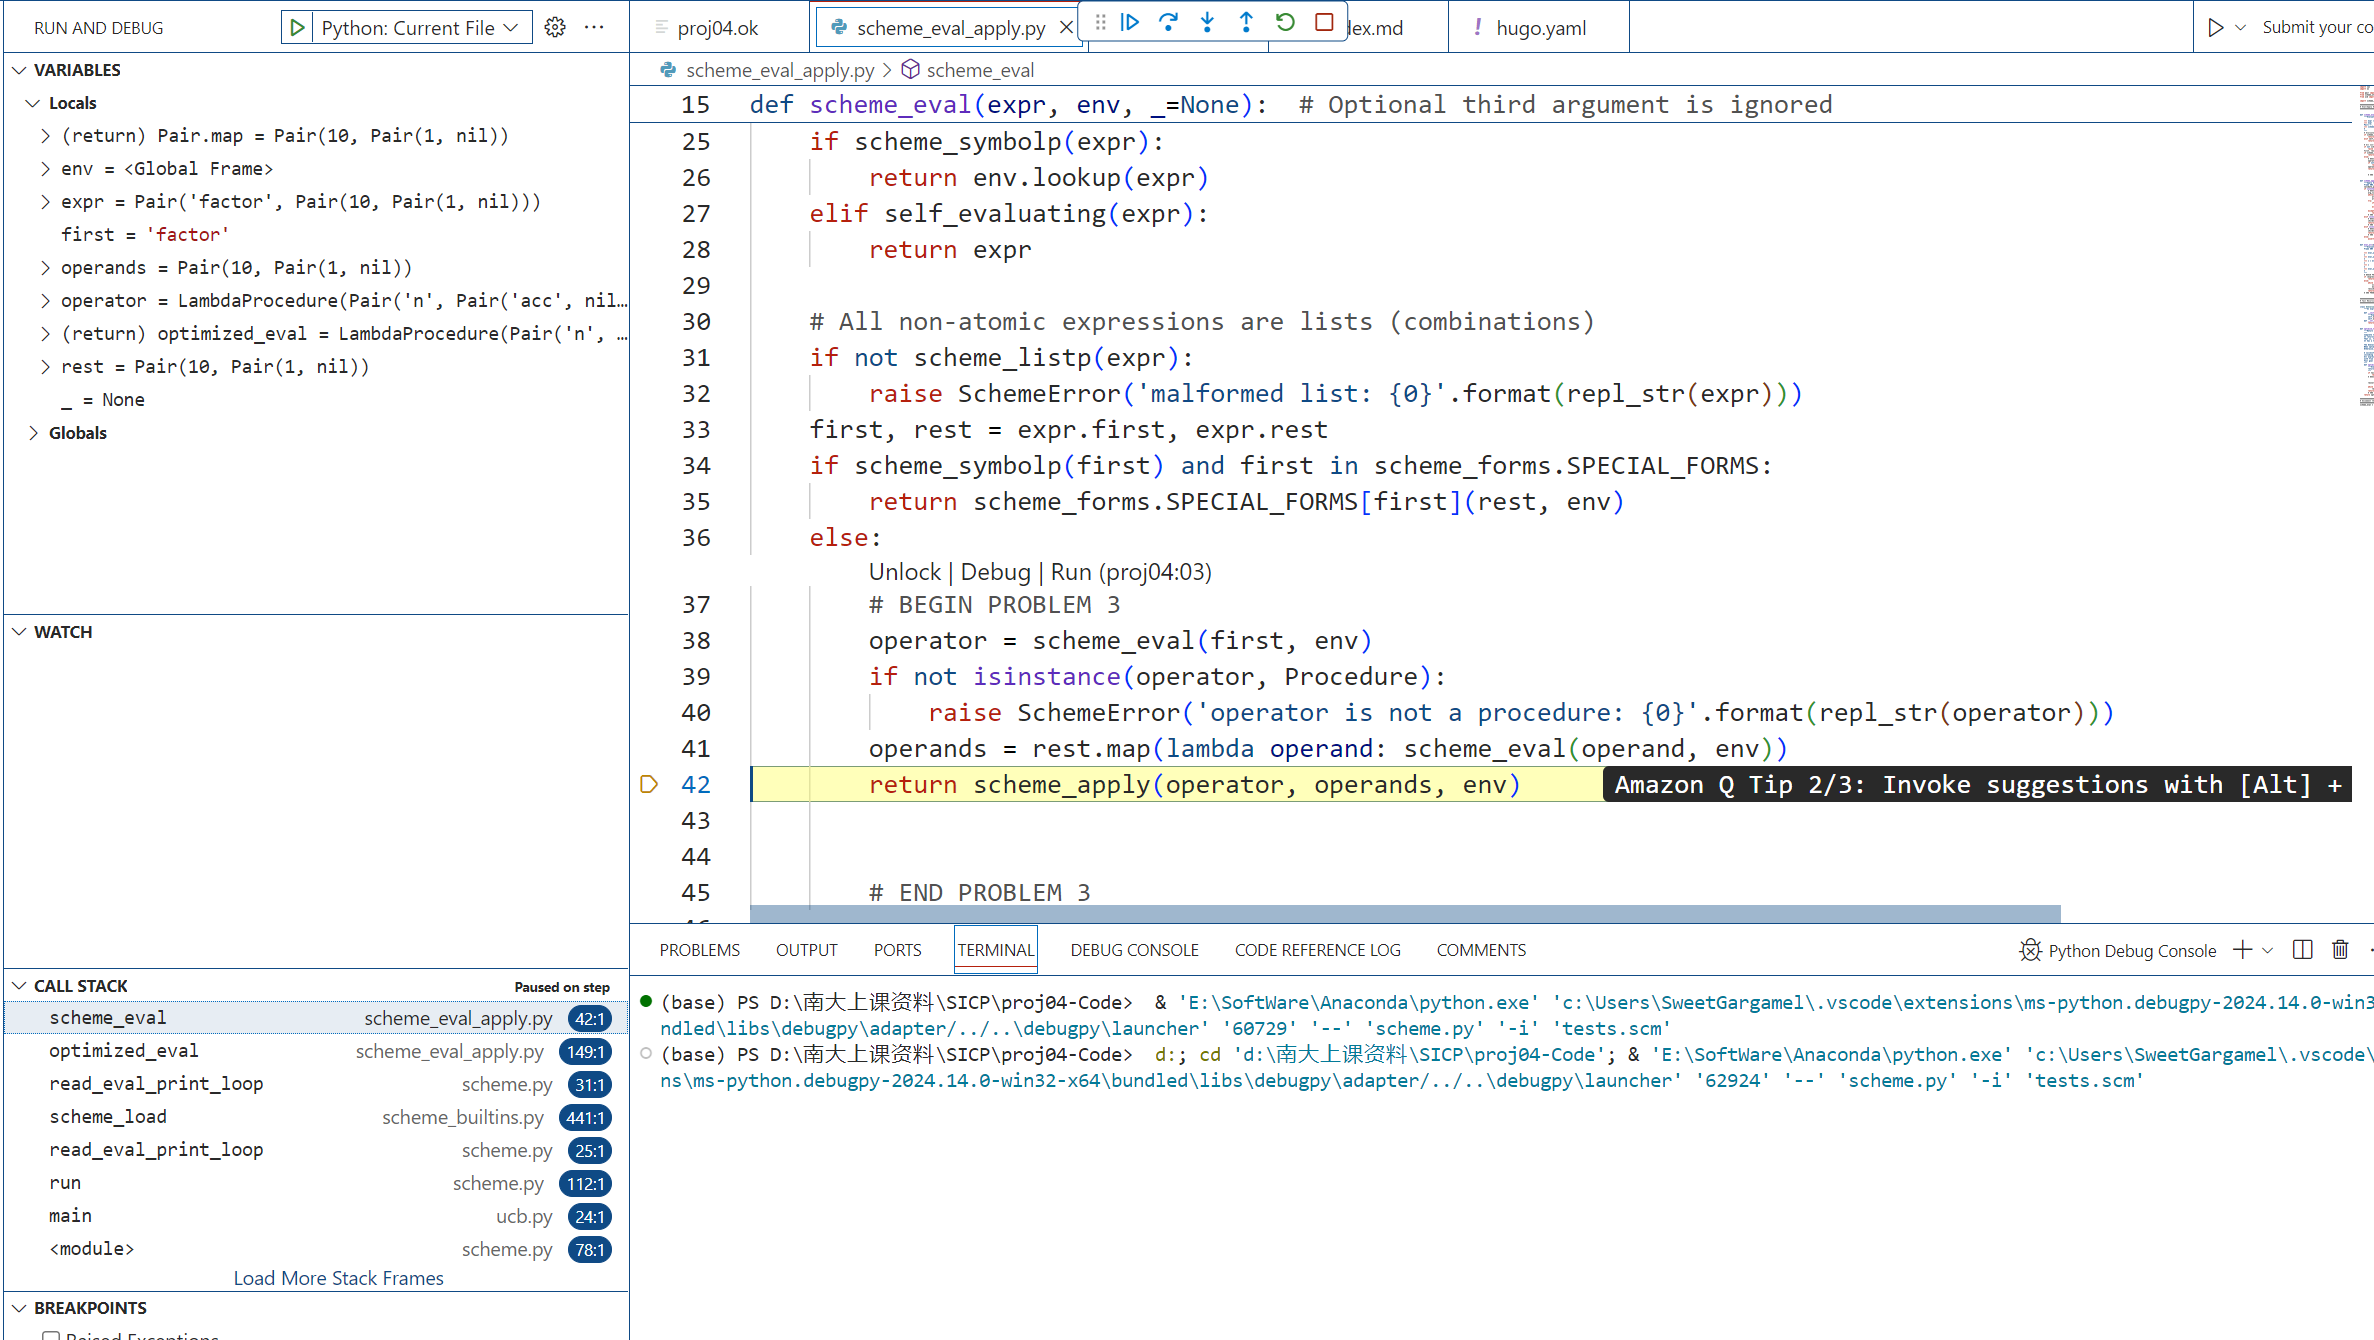 RUN AND DEBUG
Python: Current File
VARIABLES
Locals
(return) Pair.map = Pair(10, Pair(1, nil))
env = <Global Frame>
expr = Pair('factor', Pair(10, Pair(1, nil)))
first = 'factor'
operands = Pair(10, Pair(1, nil))
operator = LambdaProcedure(Pair('n', Pair('acc', nil…
(return) optimized_eval = LambdaProcedure(Pair('n', …
rest = Pair(10, Pair(1, nil))
_ = None
Globals
WATCH
CALL STACK
Paused on step
scheme_eval scheme_eval_apply.py 42:1
optimized_eval scheme_eval_apply.py 149:1
read_eval_print_loop scheme.py 31:1
scheme_load scheme_builtins.py 441:1
read_eval_print_loop scheme.py 25:1
run scheme.py 112:1
main ucb.py 24:1
<module> scheme.py 78:1
Load More Stack Frames
BREAKPOINTS
Raised Exceptions
proj04.ok
scheme_eval_apply.py
dex.md
! hugo.yaml
Submit your co
scheme_eval_apply.py > scheme_eval
15 def scheme_eval(expr, env, _=None):  # Optional third argument is ignored
25 if scheme_symbolp(expr):
26 return env.lookup(expr)
27 elif self_evaluating(expr):
28 return expr
29
30 # All non-atomic expressions are lists (combinations)
31 if not scheme_listp(expr):
32 raise SchemeError('malformed list: {0}'.format(repl_str(expr)))
33 first, rest = expr.first, expr.rest
34 if scheme_symbolp(first) and first in scheme_forms.SPECIAL_FORMS:
35 return scheme_forms.SPECIAL_FORMS[first](rest, env)
36 else:
Unlock | Debug | Run (proj04:03)
37 # BEGIN PROBLEM 3
38 operator = scheme_eval(first, env)
39 if not isinstance(operator, Procedure):
40 raise SchemeError('operator is not a procedure: {0}'.format(repl_str(operator)))
41 operands = rest.map(lambda operand: scheme_eval(operand, env))
42 return scheme_apply(operator, operands, env) Amazon Q Tip 2/3: Invoke suggestions with [Alt] +
43
44
45 # END PROBLEM 3
PROBLEMS OUTPUT PORTS TERMINAL DEBUG CONSOLE CODE REFERENCE LOG COMMENTS
Python Debug Console
(base) PS D:\南大上课资料\SICP\proj04-Code>  & 'E:\SoftWare\Anaconda\python.exe' 'c:\Users\SweetGargamel\.vscode\extensions\ms-python.debugpy-2024.14.0-win3
ndled\libs\debugpy\adapter/../..\debugpy\launcher' '60729' '--' 'scheme.py' '-i' 'tests.scm'
(base) PS D:\南大上课资料\SICP\proj04-Code>  d:; cd 'd:\南大上课资料\SICP\proj04-Code'; & 'E:\SoftWare\Anaconda\python.exe' 'c:\Users\SweetGargamel\.vscode\
ns\ms-python.debugpy-2024.14.0-win32-x64\bundled\libs\debugpy\adapter/../..\debugpy\launcher' '62924' '--' 'scheme.py' '-i' 'tests.scm'